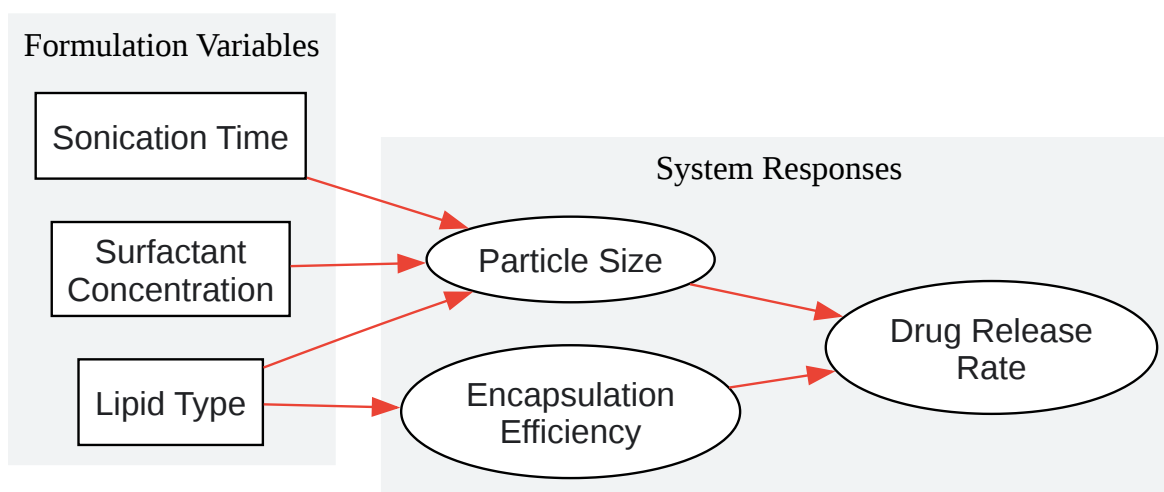 Formulation Variables
Sonication Time
Surfactant
Concentration
Lipid Type
System Responses
Particle Size
Encapsulation
Efficiency
Drug Release
Rate